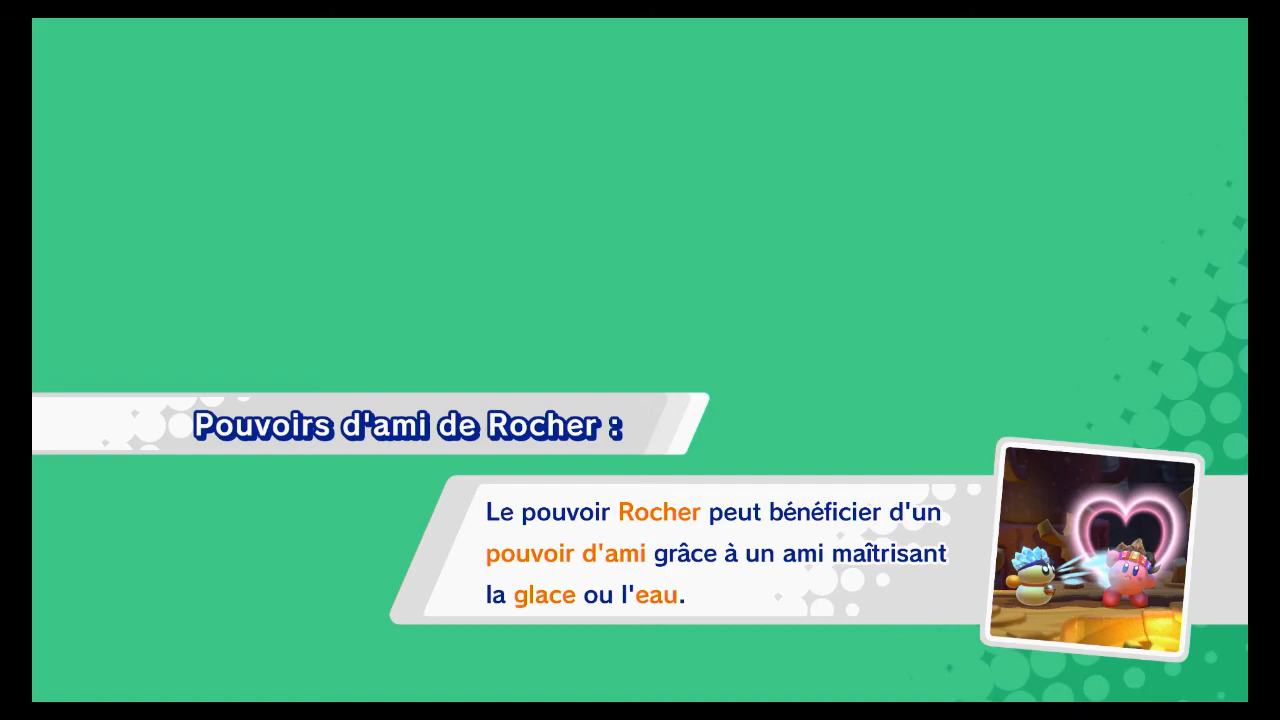 Pouvoirs d'ami de Rocher :
Le pouvoir Rocher peut bénéficier d'un
pouvoir d'ami grâce à un ami maîtrisant
la glace ou l'eau.